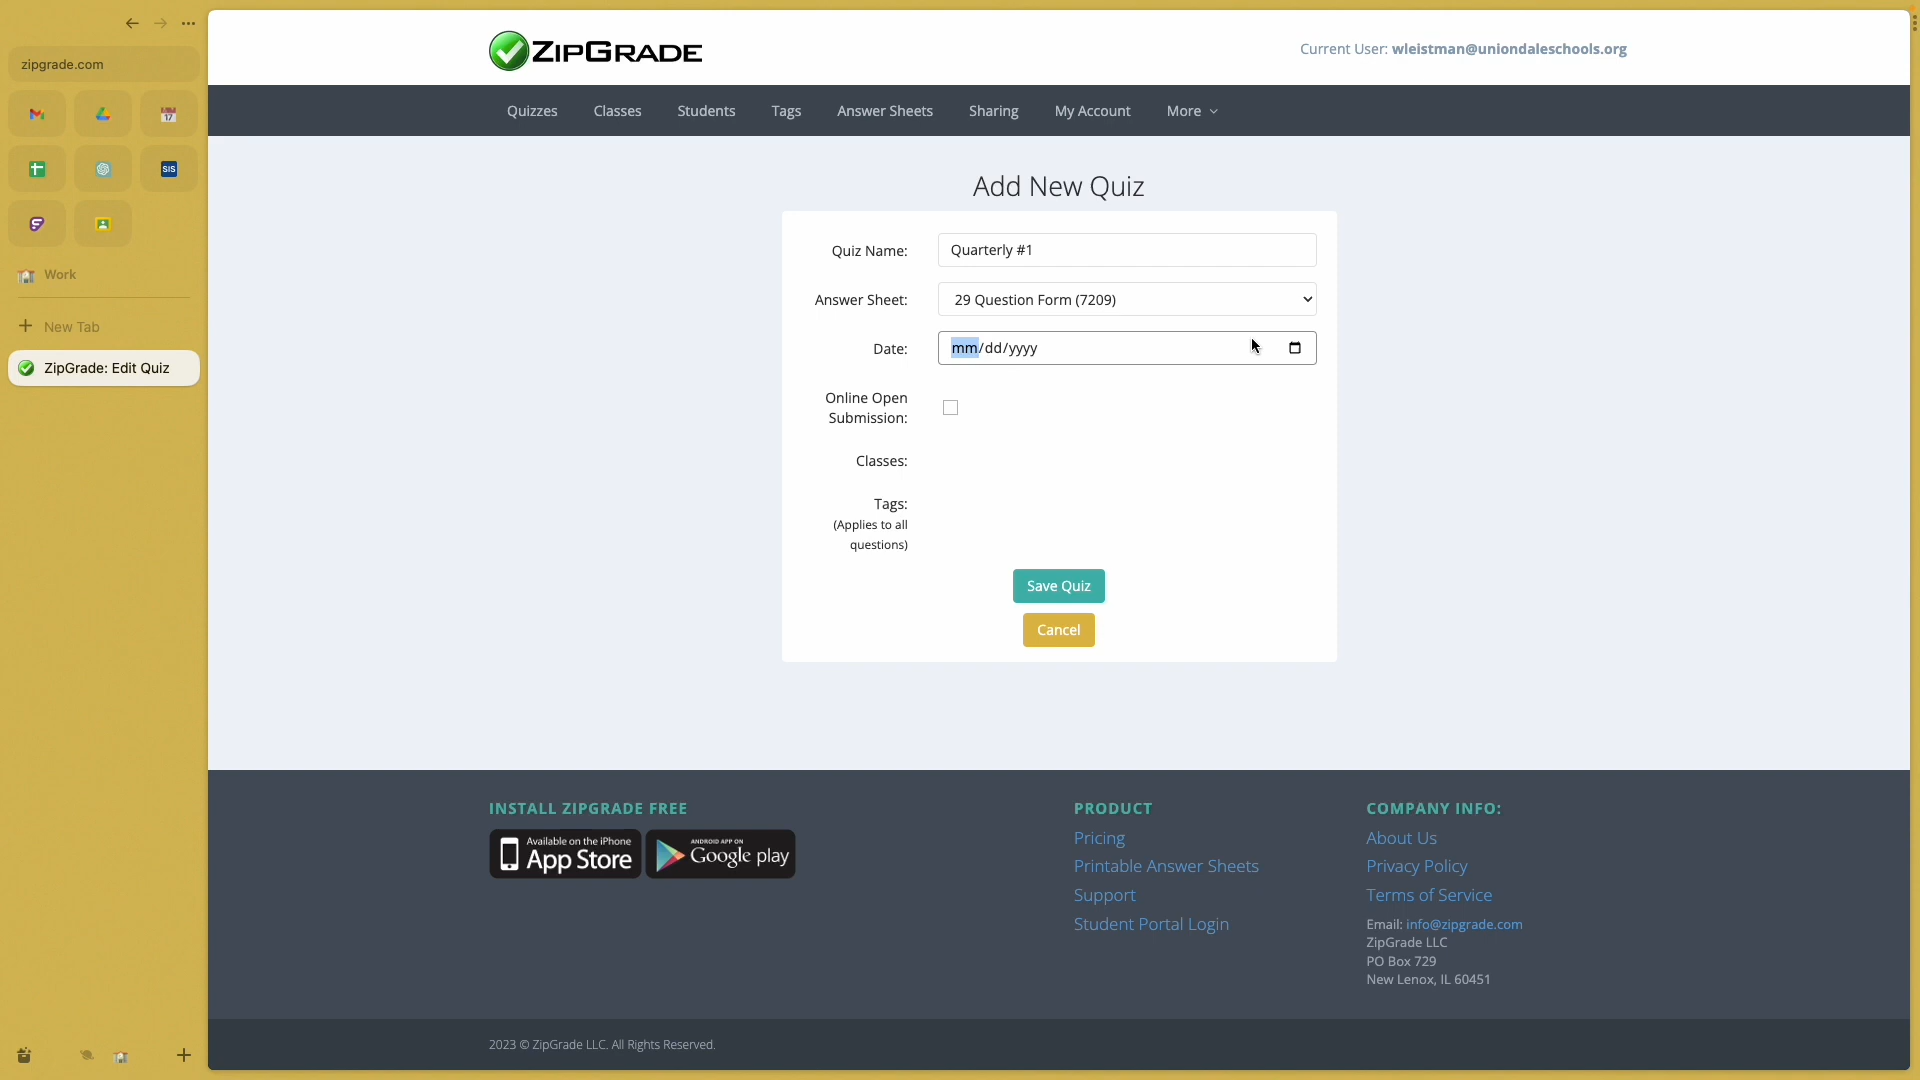 zipgrade.com
17
SIS
Work
New Tab
ZipGrade: Edit Quiz
ZIPGRADE
Current User: wleistman@uniondaleschools.org
Quizzes Classes Students Tags Answer Sheets Sharing My Account More
Add New Quiz
Quiz Name: Quarterly #1
Answer Sheet: 29 Question Form (7209)
Date: mm/dd/yyyy
Online Open
Submission:
Classes:
Tags:
(Applies to all
questions)
Save Quiz
Cancel
INSTALL ZIPGRADE FREE
Available on the iPhone
App Store
ANDROID APP ON
Google play
PRODUCT
Pricing
Printable Answer Sheets
Support
Student Portal Login
COMPANY INFO:
About Us
Privacy Policy
Terms of Service
Email: info@zipgrade.com
ZipGrade LLC
PO Box 729
New Lenox, IL 60451
2023 © ZipGrade LLC. All Rights Reserved.